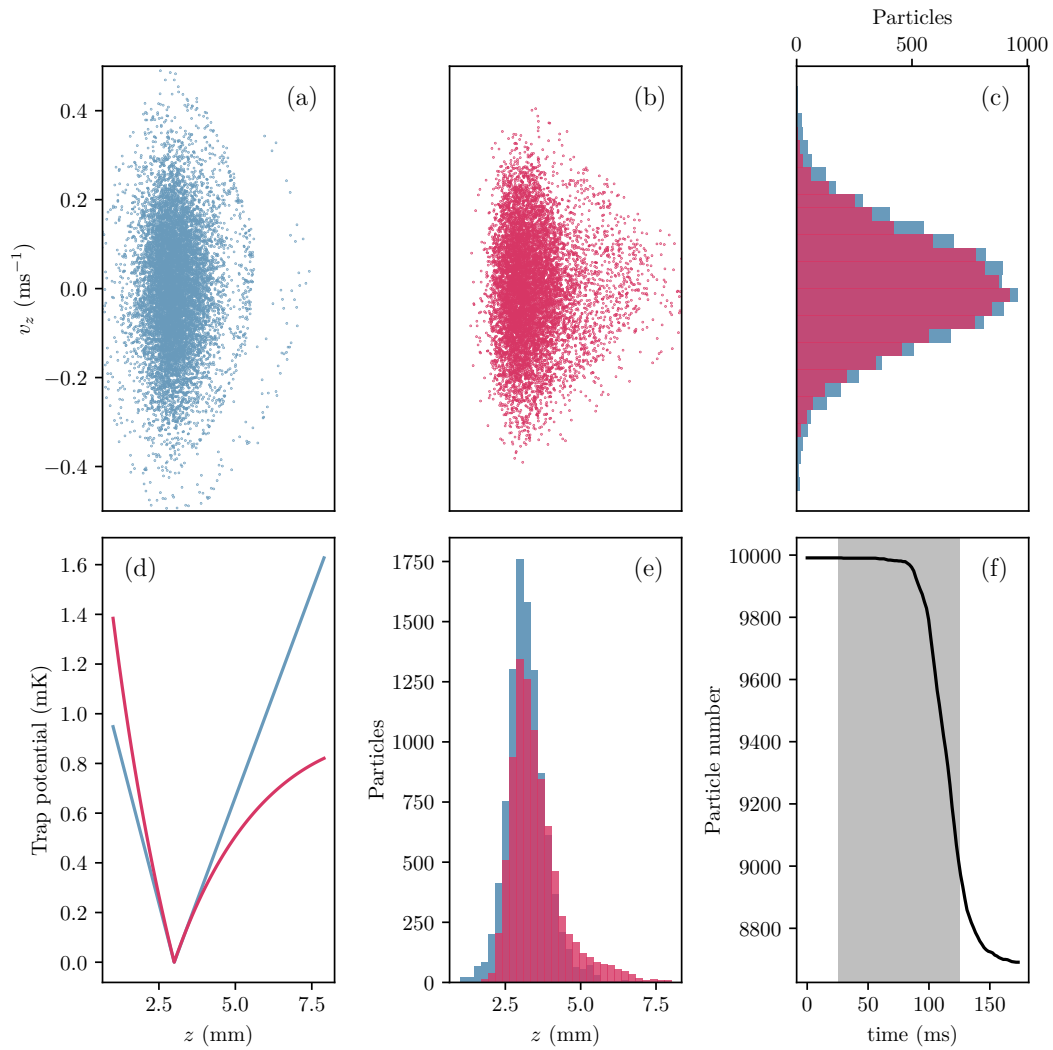 Particles
0 500 1000
(a) (b) (c)
0.4
0.2
0.0
−0.2
−0.4
v_z (ms⁻¹)
(d) (e) (f)
1.6
1.4
1.2
1.0
0.8
0.6
0.4
0.2
0.0
Trap potential (mK)
2.5 5.0 7.5
z (mm)
1750
1500
1250
1000
750
500
250
0
Particles
2.5 5.0 7.5
z (mm)
10000
9800
9600
9400
9200
9000
8800
Particle number
0 50 100 150
time (ms)